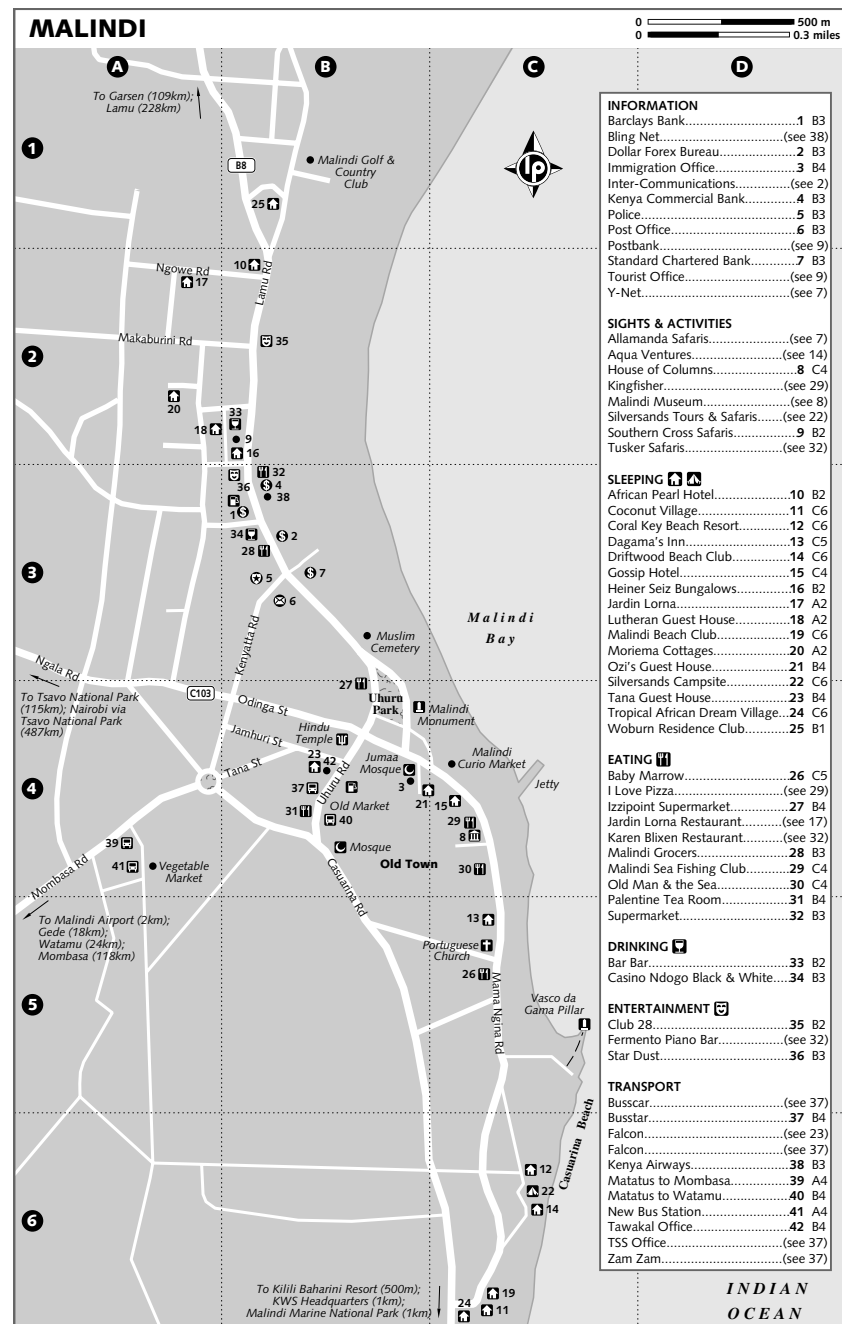 MALINDI
0 500 m
0 0.3 miles
A
B
C
D
1
2
3
4
5
6
To Garsen (109km);
Lamu (228km)
B8
Malindi Golf &
Country
Club
lp
25
10
Ngowe Rd
17
Lamu Rd
Makaburini Rd
35
20
33
18
9
16
32
36
4
38
1
34
2
28
5
7
6
Kenyatta Rd
Malindi
Bay
Muslim
Cemetery
Ngala Rd
C103
27
Uhuru
Park
To Tsavo National Park
(115km); Nairobi via
Tsavo National Park
(487km)
Odinga St
Malindi
Monument
Jamhuri St
Hindu
Temple
Tana St
23
42
Jumaa
Mosque
Malindi
Curio Market
Uhuru Rd
37
3
21
15
Jetty
31
Old Market
40
29
8
39
Mosque
Old Town
41
Vegetable
Market
30
Mombasa Rd
Casuarina Rd
To Malindi Airport (2km);
Gede (18km);
Watamu (24km);
Mombasa (118km)
13
Portuguese
Church
26
Mama Ngina Rd
Vasco da
Gama Pillar
Casuarina Beach
12
22
14
19
24
11
To Kilili Baharini Resort (500m);
KWS Headquarters (1km);
Malindi Marine National Park (1km)
INDIAN
OCEAN
INFORMATION
Barclays Bank...........................1 B3
Bling Net...........................(see 38)
Dollar Forex Bureau..................2 B3
Immigration Office....................3 B4
Inter-Communications..............(see 2)
Kenya Commercial Bank............4 B3
Police.....................................5 B3
Post Office..............................6 B3
Postbank..............................(see 9)
Standard Chartered Bank..........7 B3
Tourist Office.........................(see 9)
Y-Net...................................(see 7)
SIGHTS & ACTIVITIES
Allamanda Safaris....................(see 7)
Aqua Ventures......................(see 14)
House of Columns....................8 C4
Kingfisher............................(see 29)
Malindi Museum.....................(see 8)
Silversands Tours & Safaris......(see 22)
Southern Cross Safaris..............9 B2
Tusker Safaris.......................(see 32)
SLEEPING
African Pearl Hotel..................10 B2
Coconut Village......................11 C6
Coral Key Beach Resort............12 C6
Dagama's Inn.........................13 C5
Driftwood Beach Club..............14 C6
Gossip Hotel..........................15 C4
Heiner Seiz Bungalows.............16 B2
Jardin Lorna...........................17 A2
Lutheran Guest House..............18 A2
Malindi Beach Club..................19 C6
Moriema Cottages...................20 A2
Ozi's Guest House...................21 B4
Silversands Campsite...............22 C6
Tana Guest House...................23 B4
Tropical African Dream Village...24 C6
Woburn Residence Club...........25 B1
EATING
Baby Marrow.........................26 C5
I Love Pizza..........................(see 29)
Izzipoint Supermarket..............27 B4
Jardin Lorna Restaurant..........(see 17)
Karen Blixen Restaurant..........(see 32)
Malindi Grocers......................28 B3
Malindi Sea Fishing Club..........29 C4
Old Man & the Sea..................30 C4
Palentine Tea Room.................31 B4
Supermarket..........................32 B3
DRINKING
Bar Bar.................................33 B2
Casino Ndogo Black & White....34 B3
ENTERTAINMENT
Club 28.................................35 B2
Fermento Piano Bar................(see 32)
Star Dust...............................36 B3
TRANSPORT
Busscar...............................(see 37)
Busstar.................................37 B4
Falcon.................................(see 23)
Falcon.................................(see 37)
Kenya Airways........................38 B3
Matatus to Mombasa...............39 A4
Matatus to Watamu.................40 B4
New Bus Station.....................41 A4
Tawakal Office.......................42 B4
TSS Office...........................(see 37)
Zam Zam.............................(see 37)